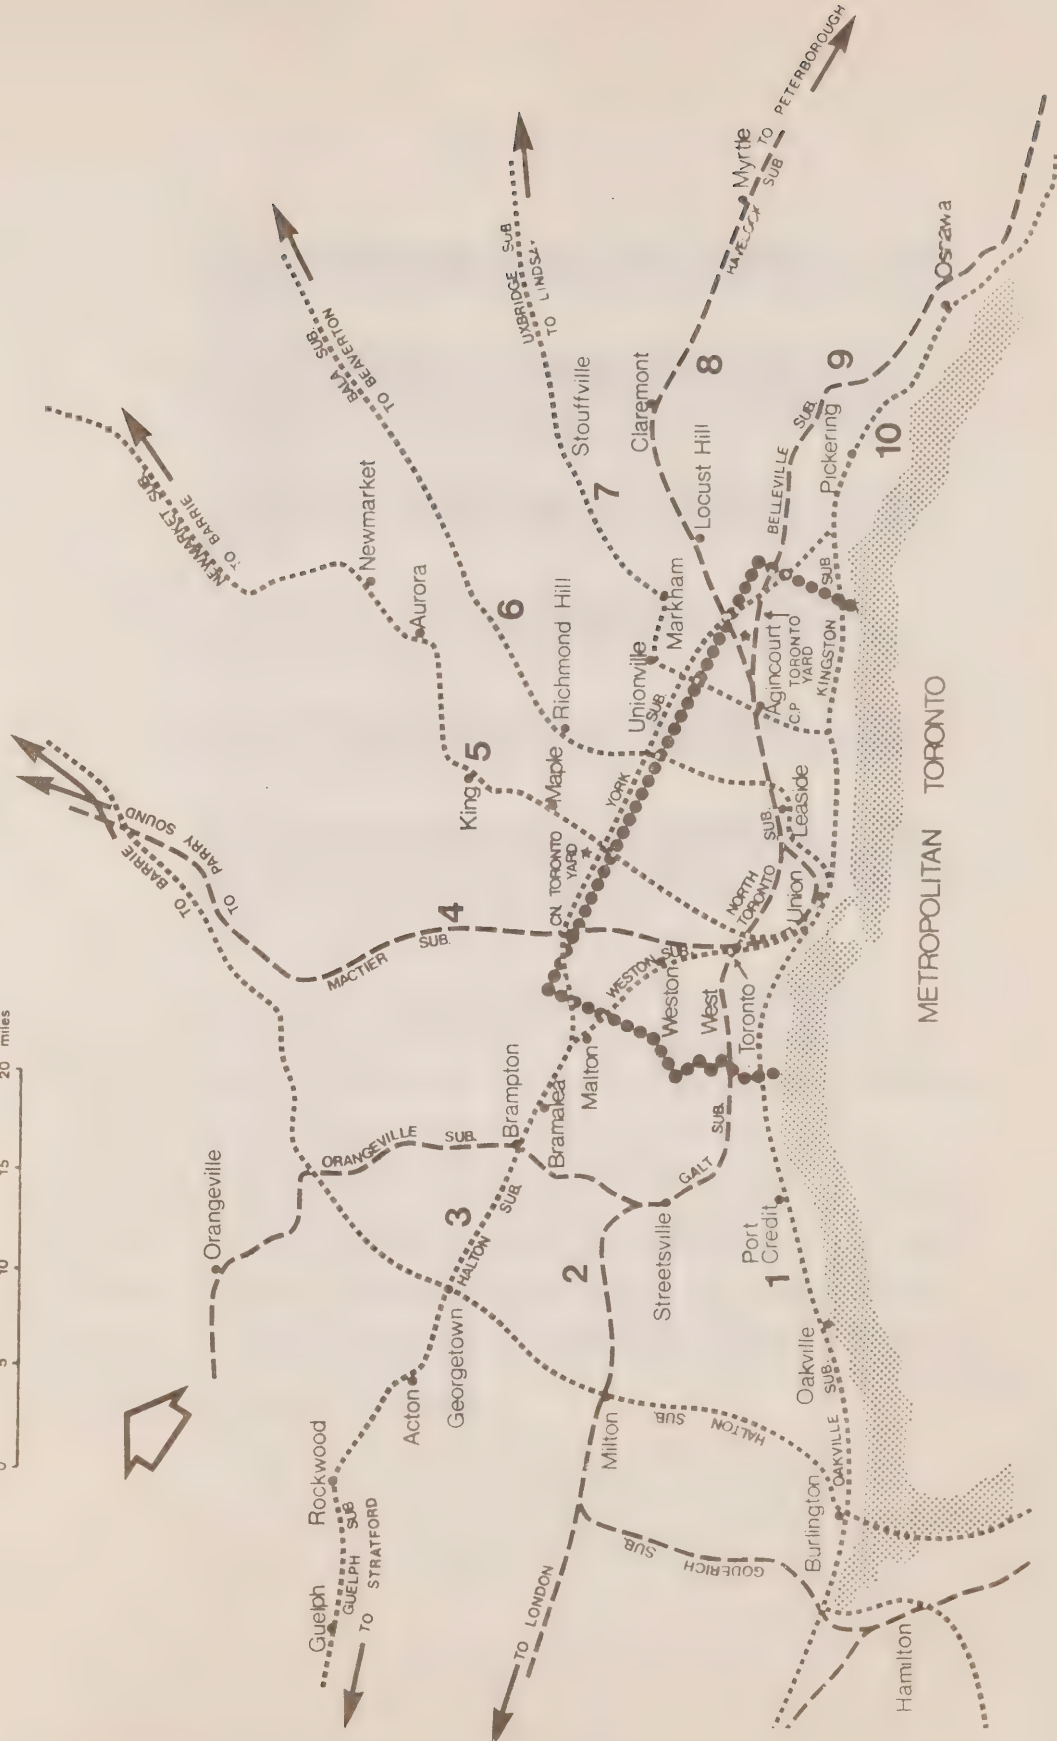 0
5
10
15
20 miles
Orangeville
Guelph
Rockwood
GUELPH SUB
TO STRATFORD
Acton
Georgetown
HALTON
SUB.
3
ORANGEVILLE SUB.
Brampton
Bramalea
Malton
TO LONDON
Milton
2
Streetsville
GALT
SUB.
GODERICH
SUB.
HALTON
SUB.
Hamilton
Burlington
OAKVILLE
SUB.
Oakville
1
Port
Credit
TO BARRIE
TO PARRY SOUND
MACTIER
SUB.
4
CN. TORONTO
YARD
WESTON SUB.
Weston
West
Toronto
NORTH
TORONTO
SUB.
Union
Leaside
NEWMARKET SUB.
TO BARRIE
Newmarket
Aurora
King
5
Maple
YORK
SUB.
BALA SUB.
TO BEAVERTON
6
Richmond Hill
Unionville
Markham
UXBRIDGE SUB
TO LINDSAY
Stouffville
7
Claremont
Locust Hill
8
Myrtle
HAVELOCK SUB
TO PETERBOROUGH
Agincourt
C.P. TORONTO
YARD
KINGSTON
SUB
BELLEVILLE
SUB.
9
Pickering
10
Oshawa
METROPOLITAN TORONTO